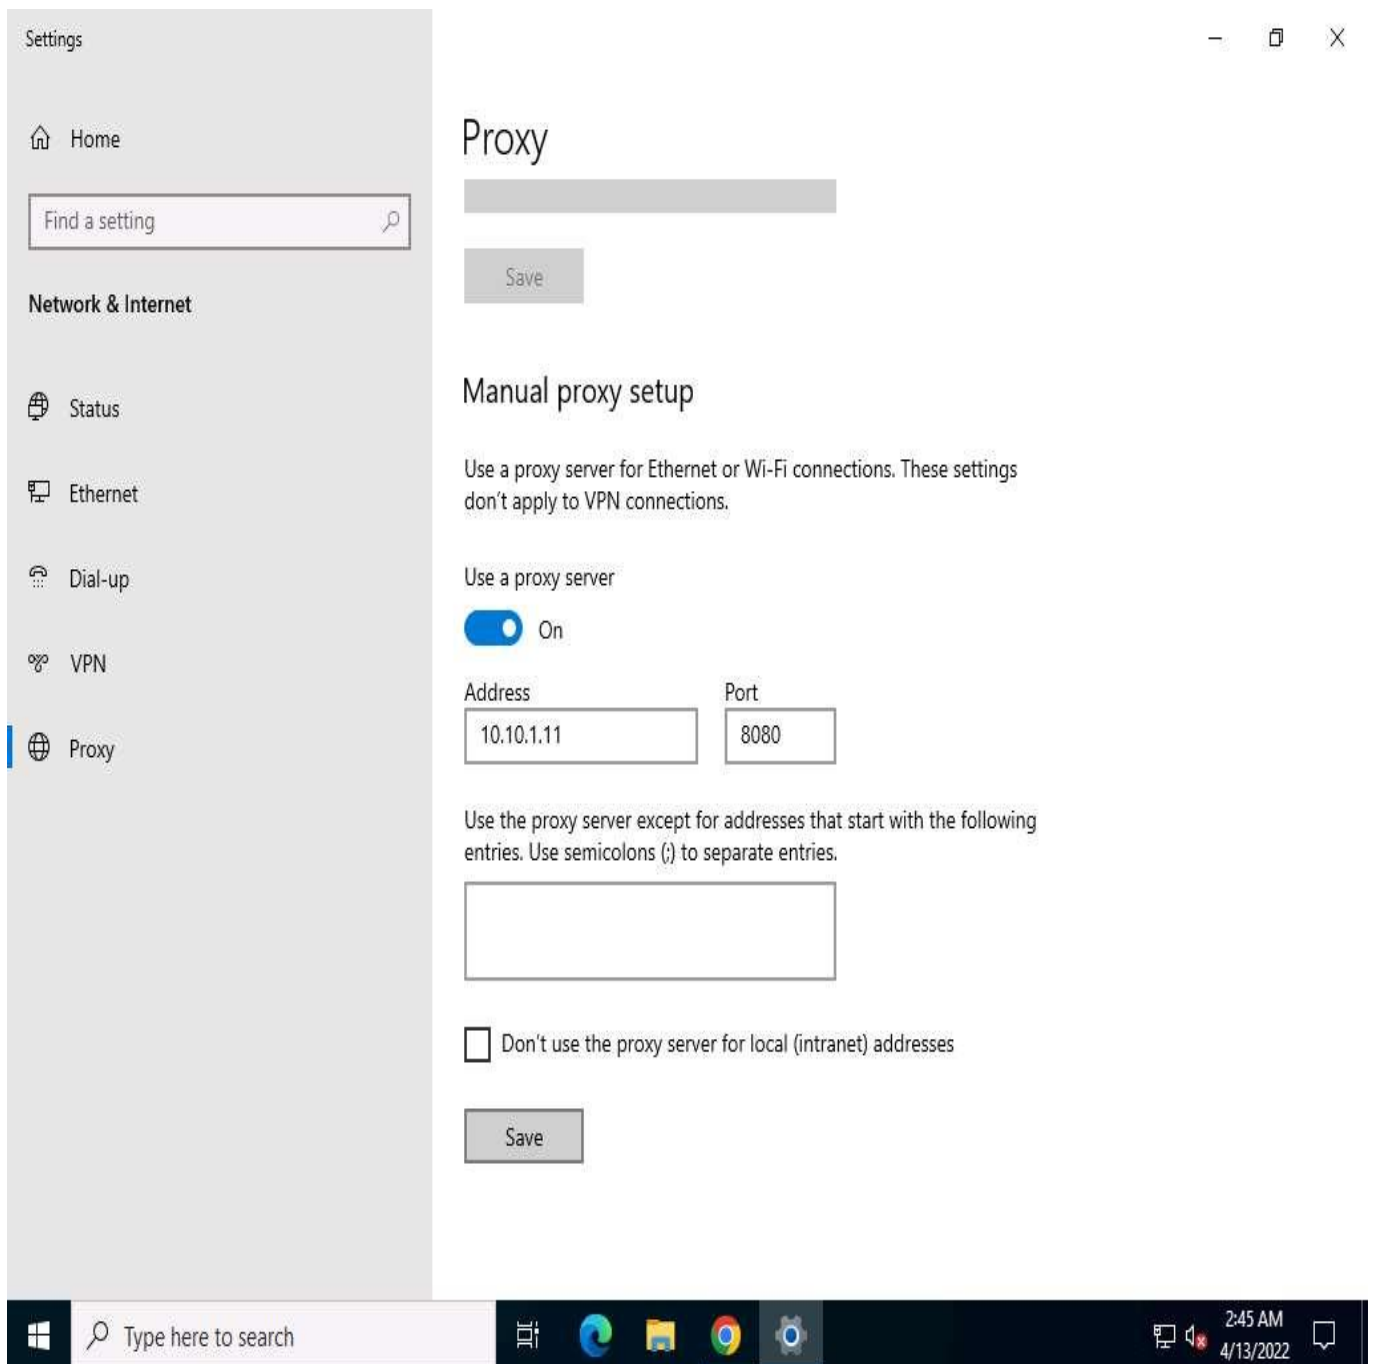 Settings
Home
Find a setting
Network & Internet
Status
Ethernet
Dial-up
VPN
Proxy
Proxy
Save
Manual proxy setup
Use a proxy server for Ethernet or Wi-Fi connections. These settings
don't apply to VPN connections.
Use a proxy server
On
Address Port
10.10.1.11 8080
Use the proxy server except for addresses that start with the following
entries. Use semicolons (;) to separate entries.
Don't use the proxy server for local (intranet) addresses
Save
Type here to search
2:45 AM
4/13/2022